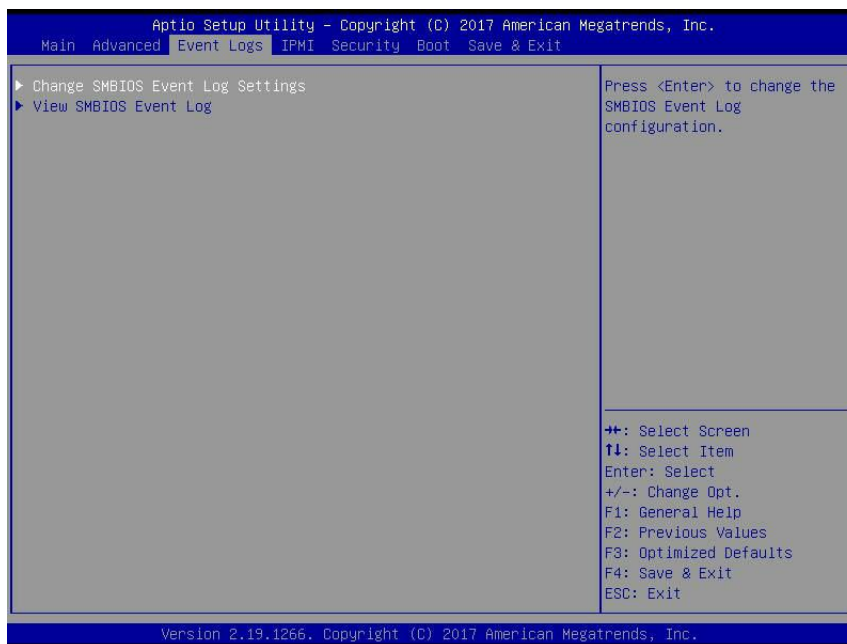 Aptio Setup Utility – Copyright (C) 2017 American Megatrends, Inc.
Main Advanced Event Logs IPMI Security Boot Save & Exit
▶ Change SMBIOS Event Log Settings
▶ View SMBIOS Event Log
Press <Enter> to change the
SMBIOS Event Log
configuration.
→←: Select Screen
↑↓: Select Item
Enter: Select
+/-: Change Opt.
F1: General Help
F2: Previous Values
F3: Optimized Defaults
F4: Save & Exit
ESC: Exit
Version 2.19.1266. Copyright (C) 2017 American Megatrends, Inc.